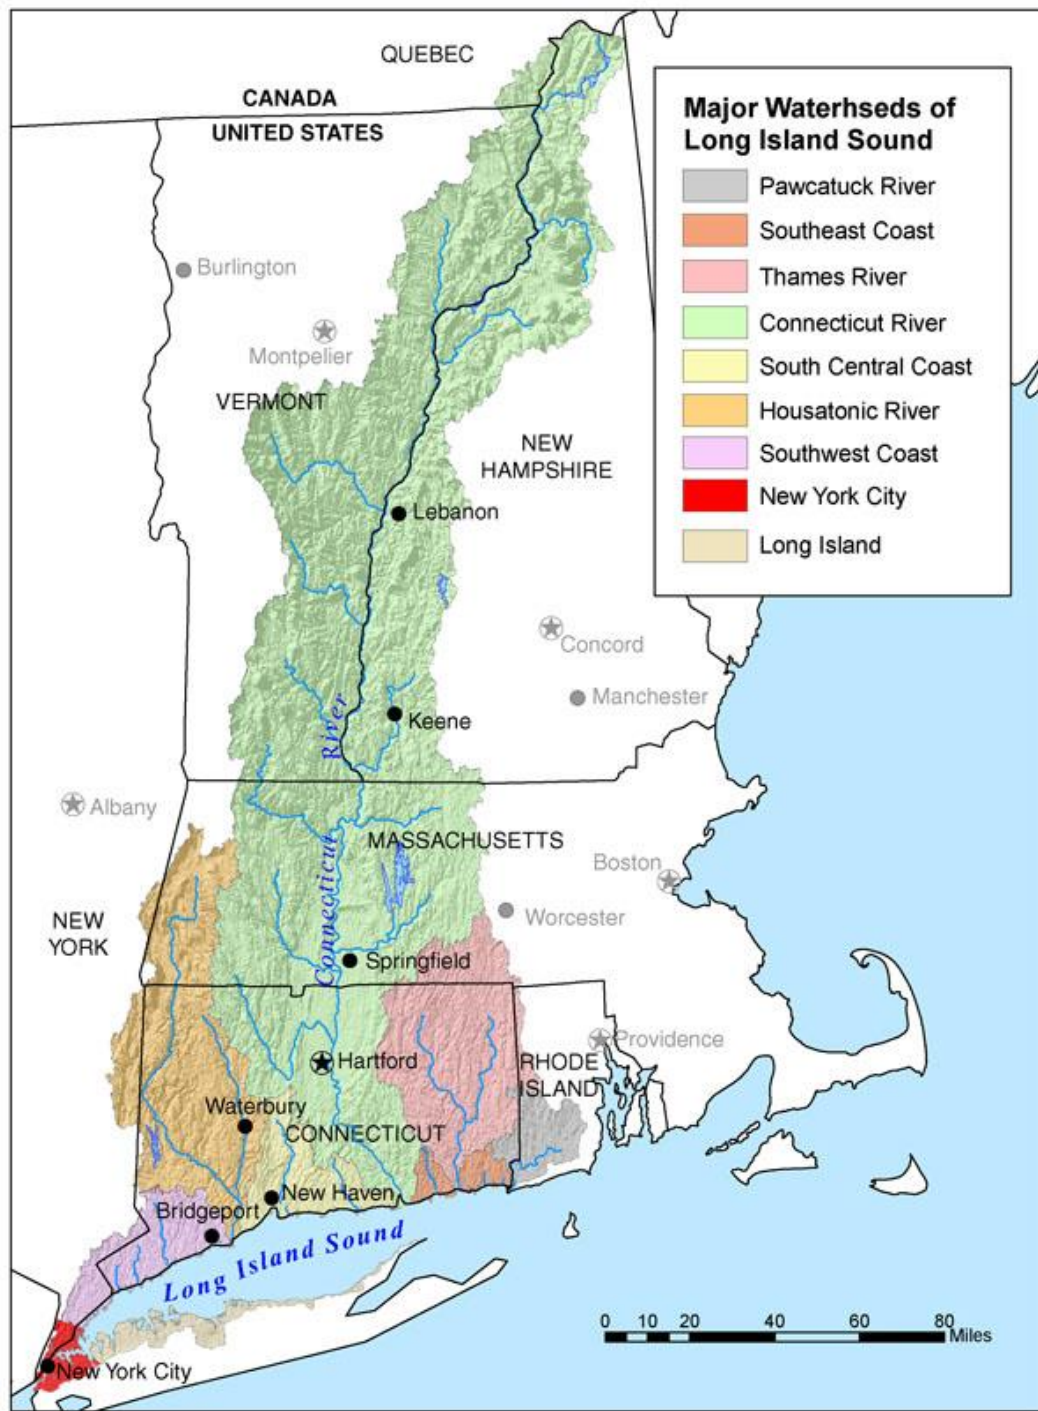 QUEBEC
CANADA
UNITED STATES
Major Waterhseds of
Long Island Sound
Pawcatuck River
Southeast Coast
Thames River
Connecticut River
South Central Coast
Housatonic River
Southwest Coast
New York City
Long Island
Burlington
Montpelier
VERMONT
NEW
HAMPSHIRE
Lebanon
Concord
Manchester
Keene
Connecticut River
Albany
MASSACHUSETTS
Boston
Worcester
NEW
YORK
Springfield
Hartford
Providence
RHODE
ISLAND
Waterbury
CONNECTICUT
New Haven
Bridgeport
Long Island Sound
0 10 20 40 60 80
Miles
New York City